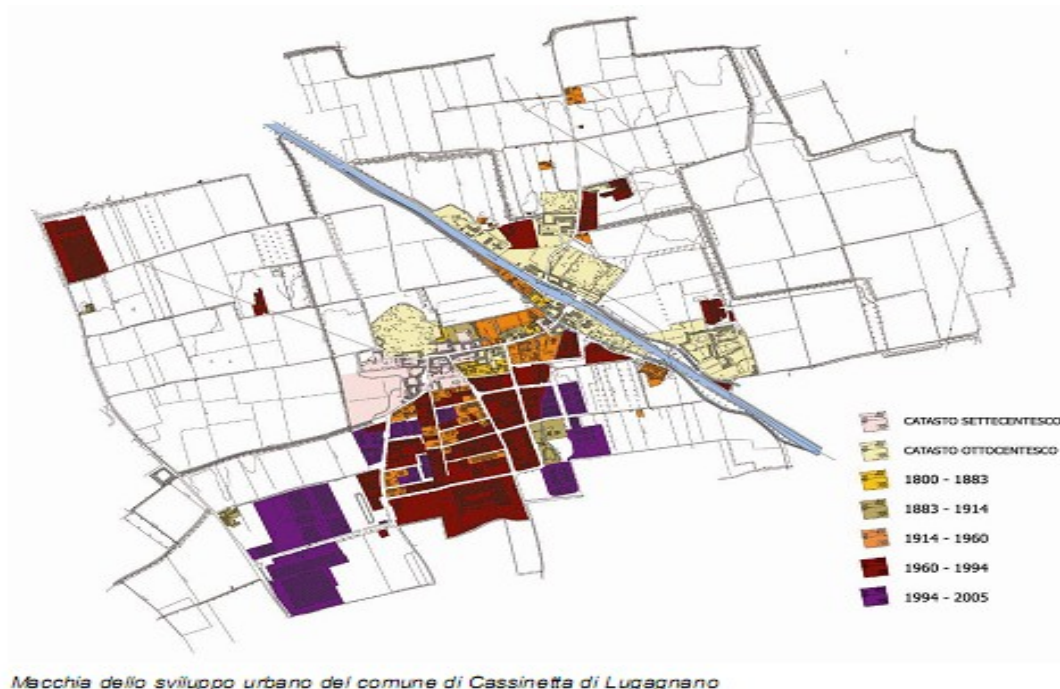 CATASTO SETTECENTESCO
CATASTO OTTOCENTESCO
1800 - 1883
1883 - 1914
1914 - 1960
1960 - 1994
1994 - 2005
Macchia dello sviluppo urbano del comune di Cassinetta di Lugagnano